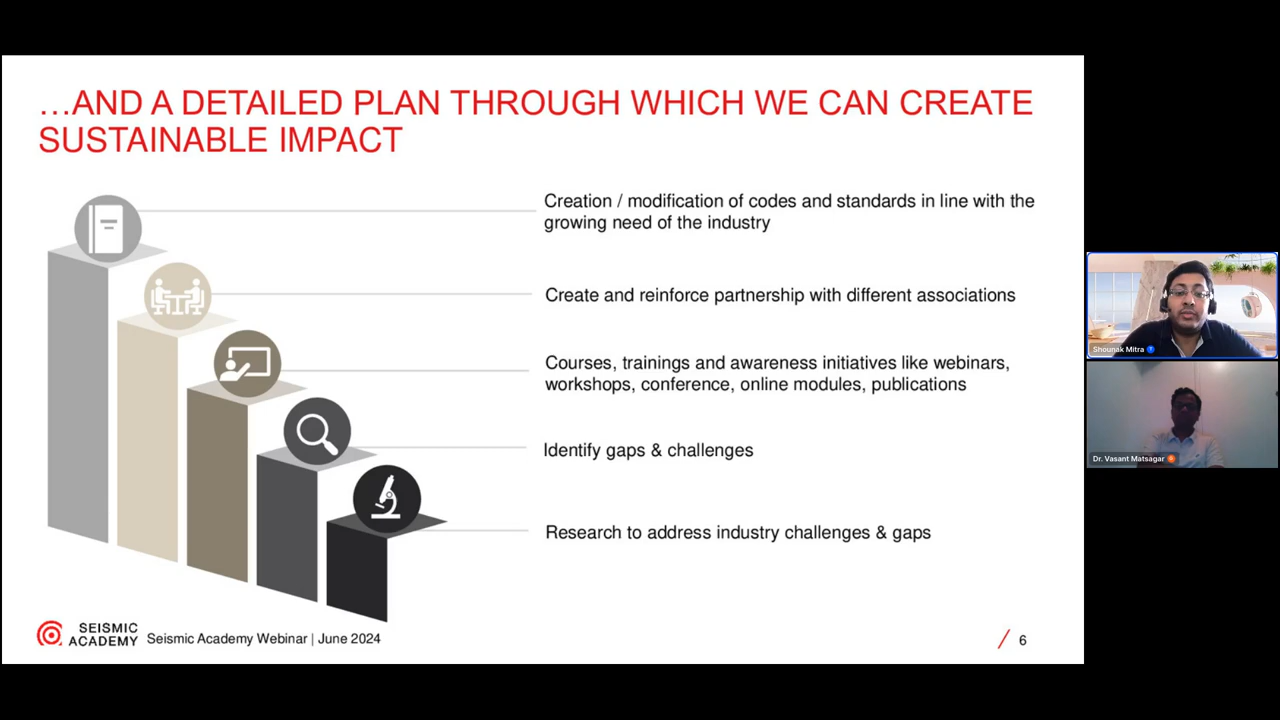 …AND A DETAILED PLAN THROUGH WHICH WE CAN CREATE
SUSTAINABLE IMPACT
Creation / modification of codes and standards in line with the
growing need of the industry
Create and reinforce partnership with different associations
Courses, trainings and awareness initiatives like webinars,
workshops, conference, online modules, publications
Identify gaps & challenges
Research to address industry challenges & gaps
SEISMIC
ACADEMY
Seismic Academy Webinar | June 2024
6
Shounak Mitra
Dr. Vasant Matsagar